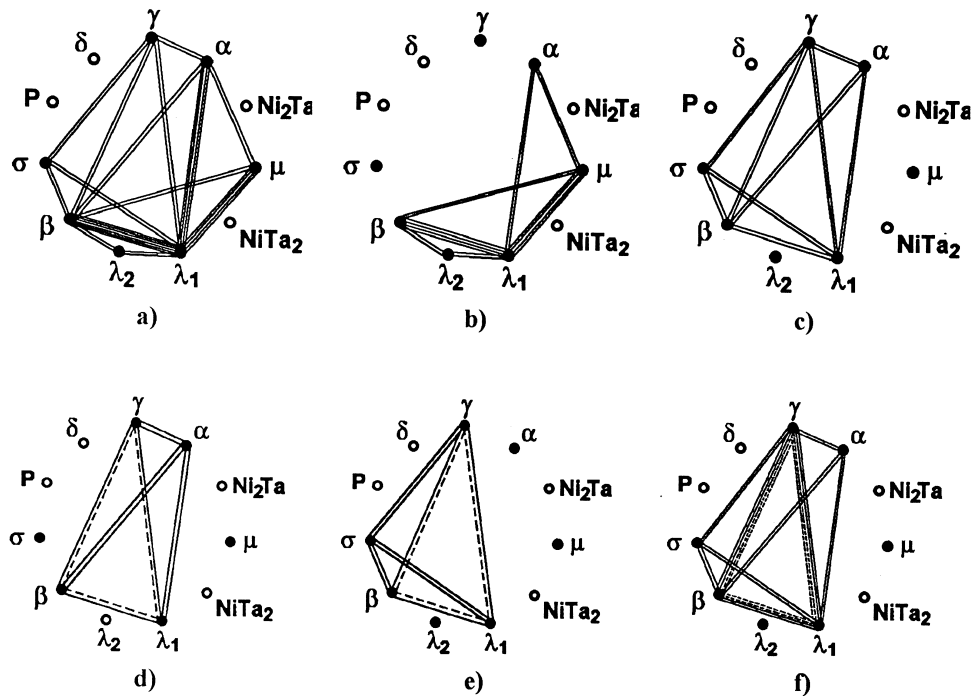 γ
δ
α
P
Ni₂Ta
σ
μ
β
NiTa₂
λ₂
λ₁
a)
γ
δ
α
P
Ni₂Ta
σ
μ
β
NiTa₂
λ₂
λ₁
b)
γ
δ
α
P
Ni₂Ta
σ
μ
β
NiTa₂
λ₂
λ₁
c)
γ
δ
α
P
Ni₂Ta
σ
μ
β
NiTa₂
λ₂
λ₁
d)
γ
δ
α
P
Ni₂Ta
σ
μ
β
NiTa₂
λ₂
λ₁
e)
γ
δ
α
P
Ni₂Ta
σ
μ
β
NiTa₂
λ₂
λ₁
f)